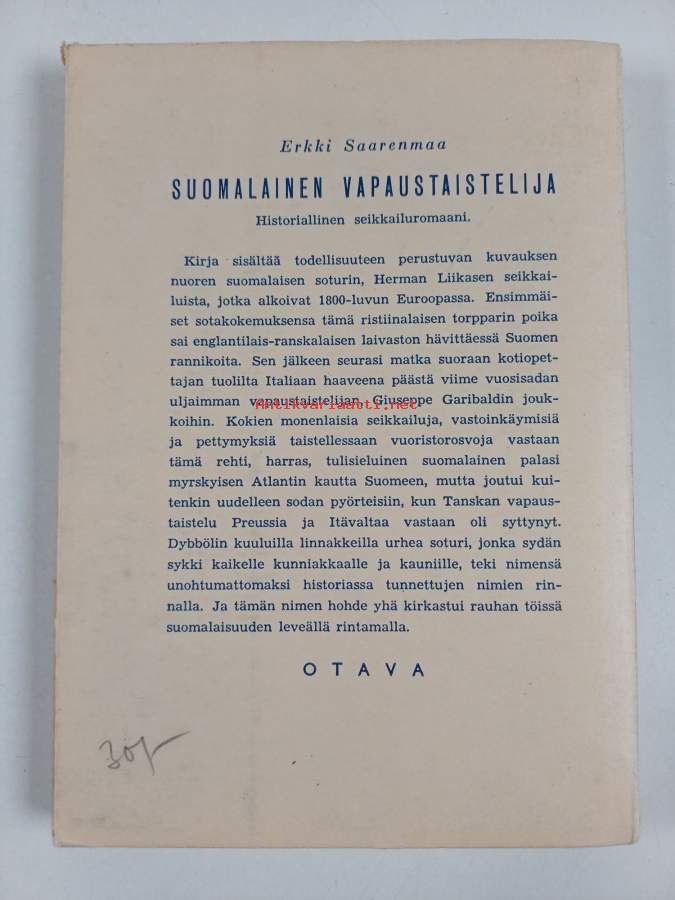 Erkki Saarenmaa
SUOMALAINEN VAPAUSTAISTELIJA
Historiallinen seikkailuromaani.
Kirja sisältää todellisuuteen perustuvan kuvauksen
nuoren suomalaisen soturin, Herman Liikasen seikkai-
luista, jotka alkoivat 1800-luvun Euroopassa. Ensimmäi-
set sotakokemuksensa tämä ristiinalaisen torpparin poika
sai englantilais-ranskalaisen laivaston hävittäessä Suomen
rannikoita. Sen jälkeen seurasi matka suoraan kotiopet-
tajan tuolilta Italiaan haaveena päästä viime vuosisadan
uljaimman vapaustaistelijan, Giuseppe Garibaldin jouk-
Antikvariaatti.net
koihin. Kokien monenlaisia seikkailuja, vastoinkäymisiä
ja pettymyksiä taistellessaan vuoristorosvoja vastaan
tämä rehti, harras, tulisieluinen suomalainen palasi
myrskyisen Atlantin kautta Suomeen, mutta joutui kui-
tenkin uudelleen sodan pyörteisiin, kun Tanskan vapaus-
taistelu Preussia ja Itävaltaa vastaan oli syttynyt.
Dybbölin kuuluilla linnakkeilla urhea soturi, jonka sydän
sykki kaikelle kunniakkaalle ja kauniille, teki nimensä
unohtumattomaksi historiassa tunnettujen nimien rin-
nalla. Ja tämän nimen hohde yhä kirkastui rauhan töissä
suomalaisuuden leveällä rintamalla.
OTAVA